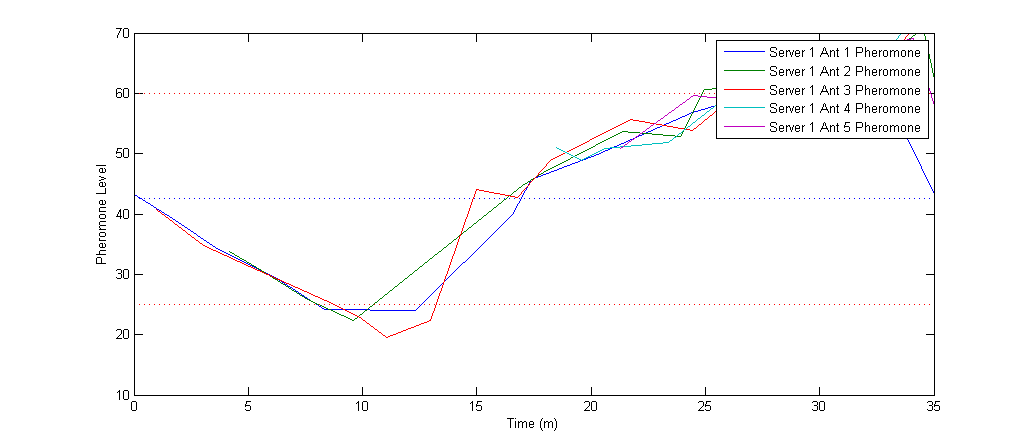 70
60
50
40
30
20
10
Pheromone Level
0
5
10
15
20
25
30
35
Time (m)
Server 1 Ant 1 Pheromone
Server 1 Ant 2 Pheromone
Server 1 Ant 3 Pheromone
Server 1 Ant 4 Pheromone
Server 1 Ant 5 Pheromone